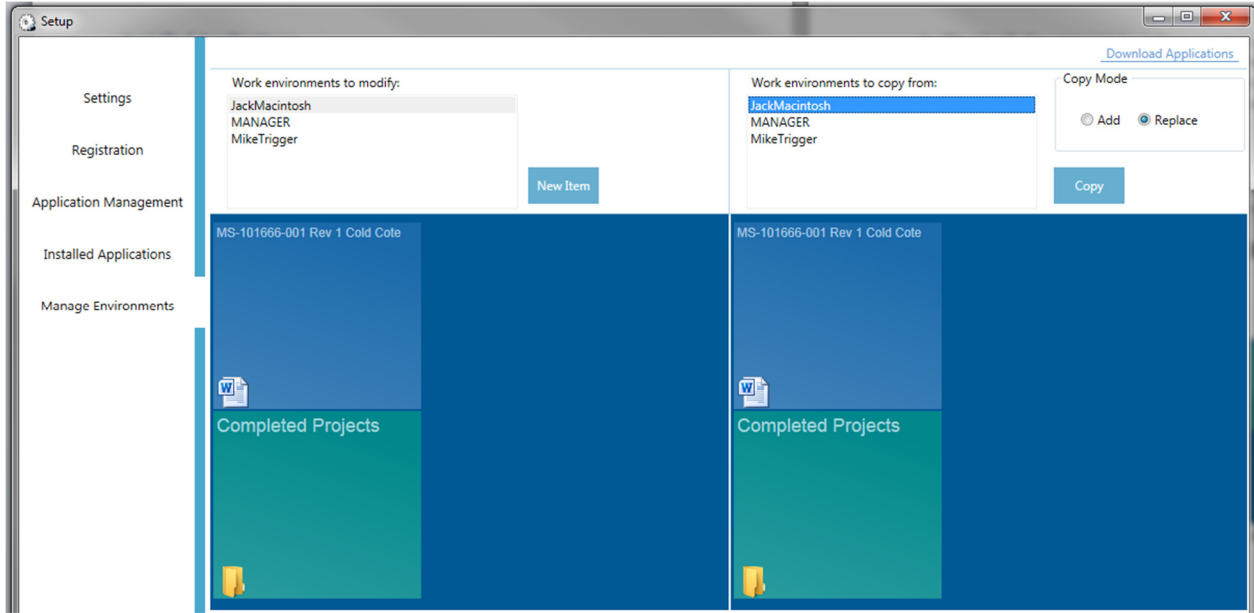 Setup
Download Applications
Settings
Registration
Application Management
Installed Applications
Manage Environments
Work environments to modify:
JackMacintosh
MANAGER
MikeTrigger
New Item
Work environments to copy from:
JackMacintosh
MANAGER
MikeTrigger
Copy Mode
Add
Replace
Copy
MS-101666-001 Rev 1 Cold Cote
Completed Projects
MS-101666-001 Rev 1 Cold Cote
Completed Projects